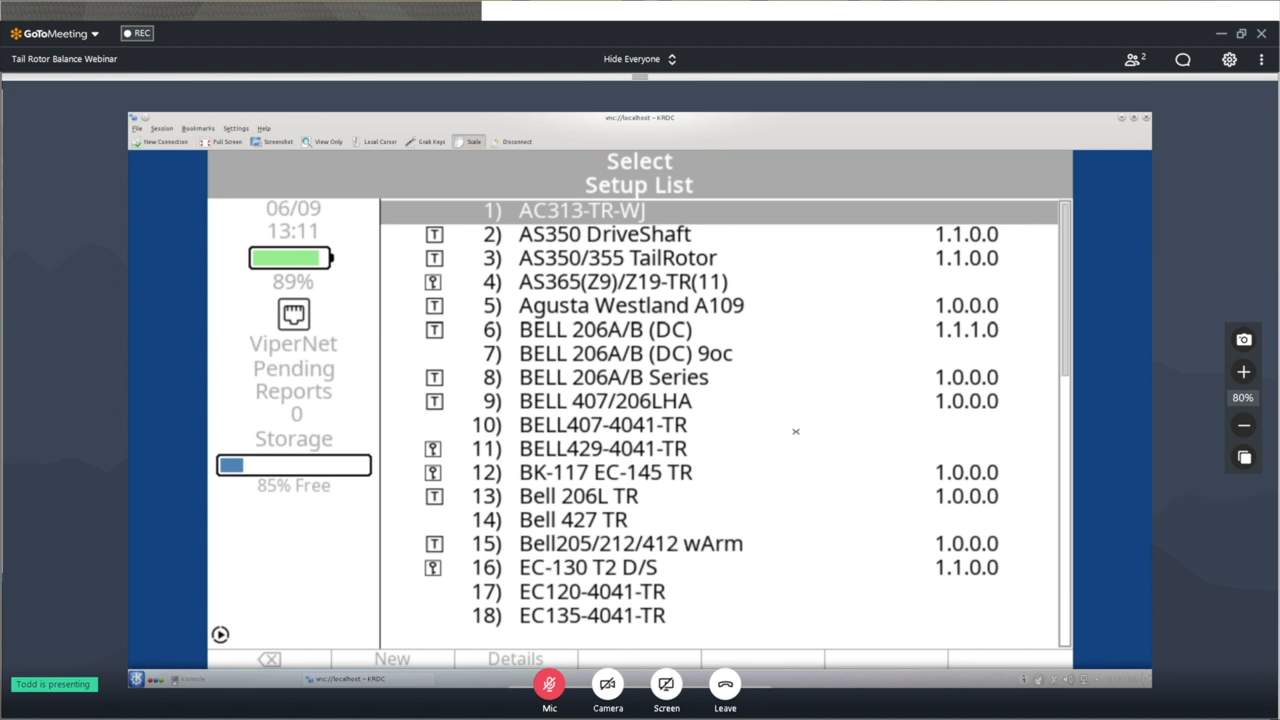 GoToMeeting
REC
Tail Rotor Balance Webinar
Hide Everyone
2
vnc://localhost – KRDC
File Session Bookmarks Settings Help
New Connection Full Screen Screenshot View Only Local Cursor Grab Keys Scale Disconnect
Select
Setup List
06/09
13:11
89%
ViperNet
Pending
Reports
0
Storage
85% Free
1) AC313-TR-WJ
T 2) AS350 DriveShaft 1.1.0.0
T 3) AS350/355 TailRotor 1.1.0.0
4) AS365(Z9)/Z19-TR(11)
T 5) Agusta Westland A109 1.0.0.0
T 6) BELL 206A/B (DC) 1.1.1.0
7) BELL 206A/B (DC) 9oc
T 8) BELL 206A/B Series 1.0.0.0
T 9) BELL 407/206LHA 1.0.0.0
10) BELL407-4041-TR
11) BELL429-4041-TR
12) BK-117 EC-145 TR 1.0.0.0
T 13) Bell 206L TR 1.0.0.0
14) Bell 427 TR
T 15) Bell205/212/412 wArm 1.0.0.0
16) EC-130 T2 D/S 1.1.0.0
17) EC120-4041-TR
18) EC135-4041-TR
New Details
80%
Todd is presenting
Konsole
vnc://localhost – KRDC
Mic Camera Screen Leave